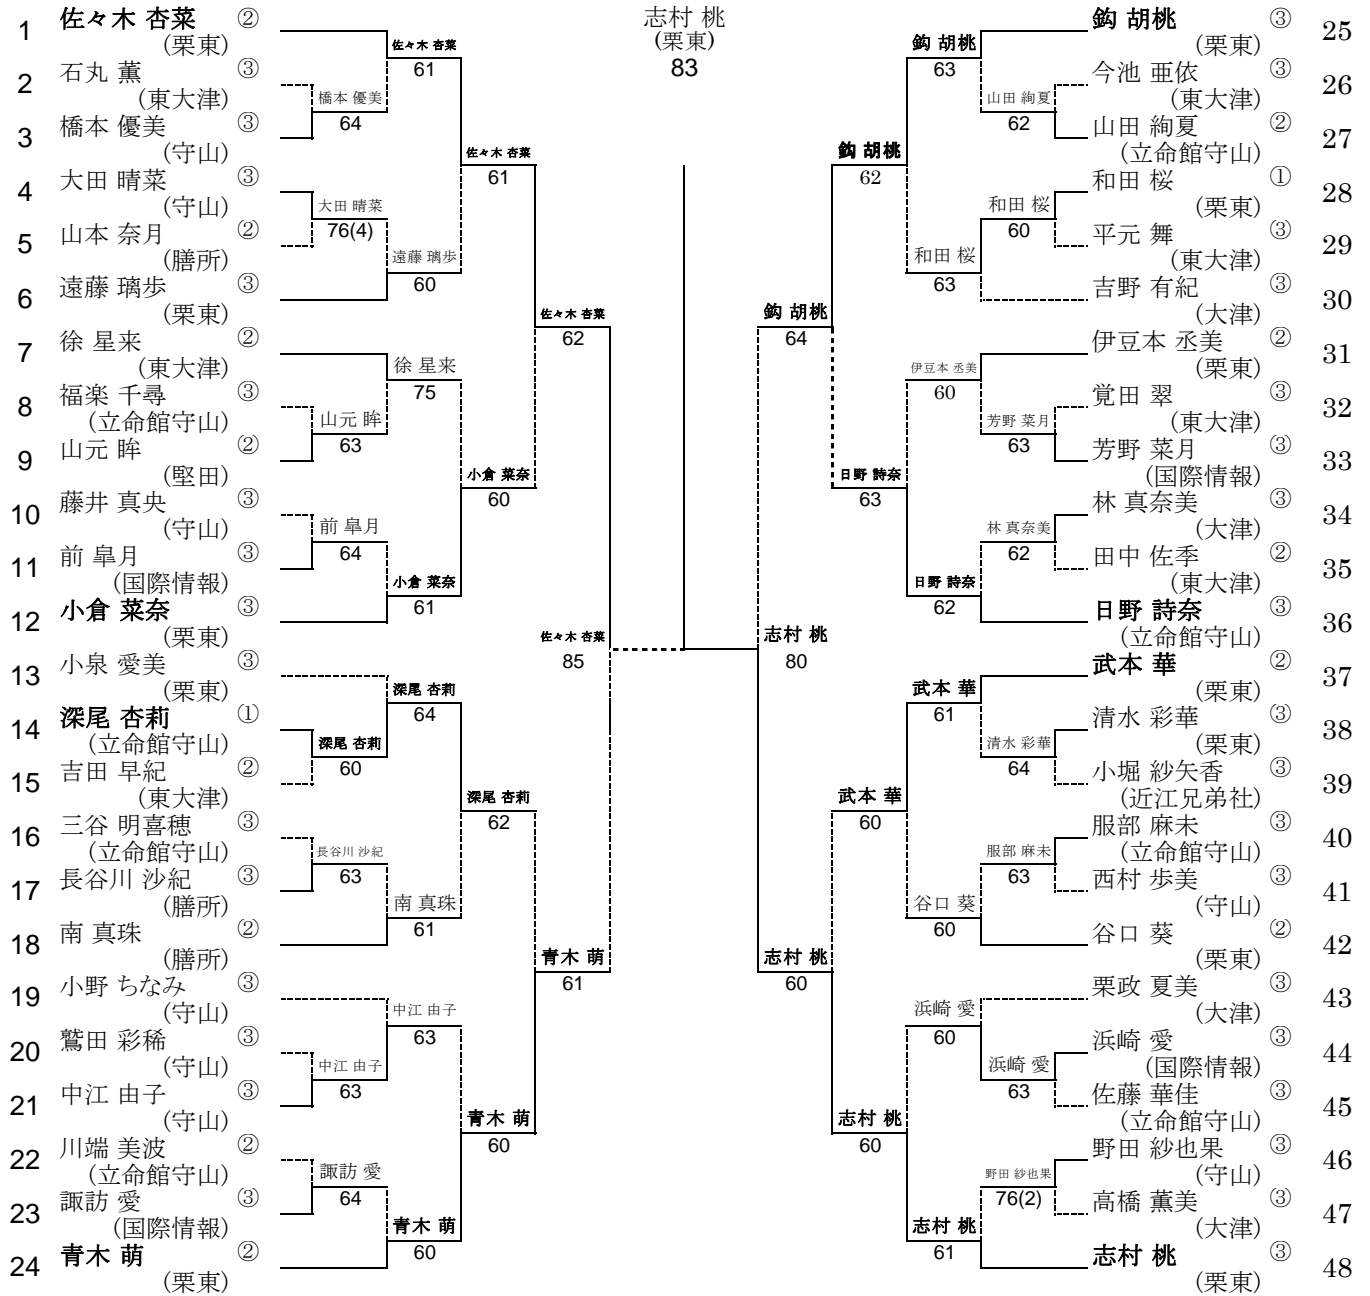 志村 桃
(栗東)
83
1 佐々木 杏菜 ②
(栗東)
2 石丸 薫 ③
(東大津)
3 橋本 優美 ③
(守山)
4 大田 晴菜 ③
(守山)
5 山本 奈月 ②
(膳所)
6 遠藤 璃歩 ③
(栗東)
7 徐 星来 ②
(東大津)
8 福楽 千尋 ③
(立命館守山)
9 山元 眸 ②
(堅田)
10 藤井 真央 ③
(守山)
11 前 皐月 ③
(国際情報)
12 小倉 菜奈 ③
(栗東)
13 小泉 愛美 ③
(栗東)
14 深尾 杏莉 ①
(立命館守山)
15 吉田 早紀 ②
(東大津)
16 三谷 明喜穂 ③
(立命館守山)
17 長谷川 沙紀 ③
(膳所)
18 南 真珠 ②
(膳所)
19 小野 ちなみ ③
(守山)
20 鷲田 彩稀 ③
(守山)
21 中江 由子 ③
(守山)
22 川端 美波 ②
(立命館守山)
23 諏訪 愛 ③
(国際情報)
24 青木 萌 ②
(栗東)
橋本 優美
64
大田 晴菜
76(4)
山元 眸
63
前 皐月
64
深尾 杏莉
60
長谷川 沙紀
63
中江 由子
63
諏訪 愛
64
佐々木 杏菜
61
遠藤 璃歩
60
徐 星来
75
小倉 菜奈
61
深尾 杏莉
64
南 真珠
61
中江 由子
63
青木 萌
60
佐々木 杏菜
61
小倉 菜奈
60
深尾 杏莉
62
青木 萌
60
佐々木 杏菜
62
青木 萌
61
佐々木 杏菜
85
志村 桃
80
鈎 胡桃
64
志村 桃
60
鈎 胡桃
62
日野 詩奈
63
武本 華
60
志村 桃
60
鈎 胡桃
63
和田 桜
63
伊豆本 丞美
60
日野 詩奈
62
武本 華
61
谷口 葵
60
浜崎 愛
60
志村 桃
61
山田 絢夏
62
和田 桜
60
芳野 菜月
63
林 真奈美
62
清水 彩華
64
服部 麻未
63
浜崎 愛
63
野田 紗也果
76(2)
鈎 胡桃 ③ 25
(栗東)
今池 亜依 ③ 26
(東大津)
山田 絢夏 ② 27
(立命館守山)
和田 桜 ① 28
(栗東)
平元 舞 ③ 29
(東大津)
吉野 有紀 ③ 30
(大津)
伊豆本 丞美 ② 31
(栗東)
覚田 翠 ③ 32
(東大津)
芳野 菜月 ③ 33
(国際情報)
林 真奈美 ③ 34
(大津)
田中 佐季 ② 35
(東大津)
日野 詩奈 ③ 36
(立命館守山)
武本 華 ② 37
(栗東)
清水 彩華 ③ 38
(栗東)
小堀 紗矢香 ③ 39
(近江兄弟社)
服部 麻未 ③ 40
(立命館守山)
西村 歩美 ③ 41
(守山)
谷口 葵 ② 42
(栗東)
栗政 夏美 ③ 43
(大津)
浜崎 愛 ③ 44
(国際情報)
佐藤 華佳 ③ 45
(立命館守山)
野田 紗也果 ③ 46
(守山)
高橋 薫美 ③ 47
(大津)
志村 桃 ③ 48
(栗東)